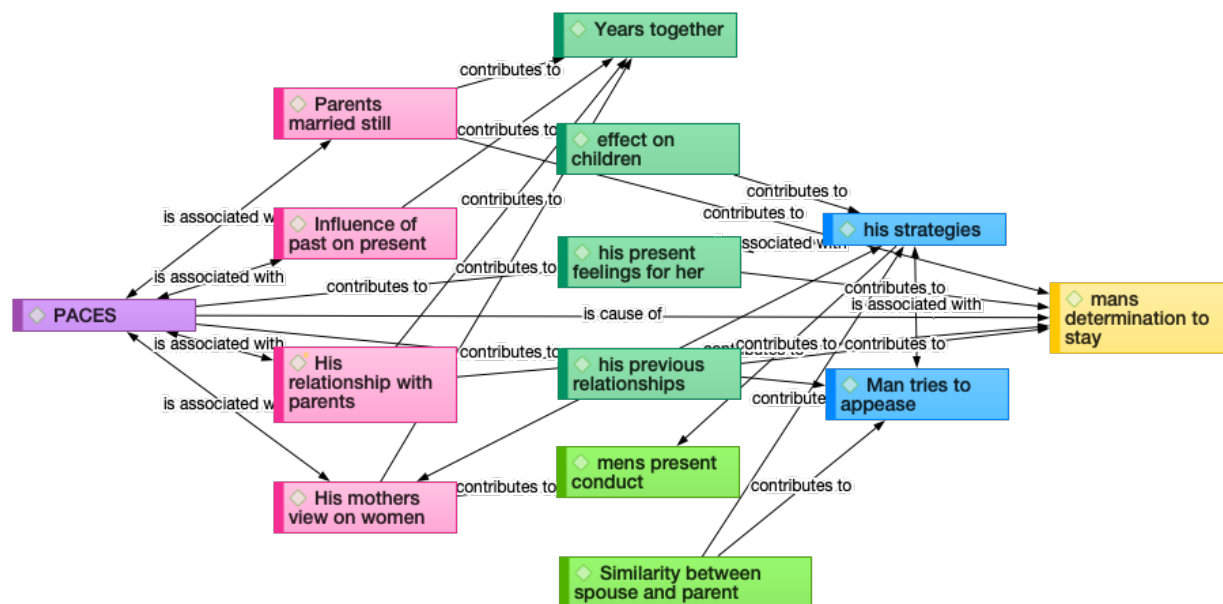 Years together
contributes to
Parents
married still
contributes to
effect on
children
contributes to
contributes to
contributes to
is associated w
Influence of
past on present
his strategies
associated with
his present
feelings for her
is associated with
contributes to
contributes to
contributes to
is associated with
mans
determination to
stay
PACES
is cause of
is associated with
His
relationship with
parents
contributes to
his previous
relationships
contributes to
contributes to
Man tries to
appease
is associated w
contribute
mens present
conduct
His mothers
view on women
contributes to
contributes to
Similarity between
spouse and parent